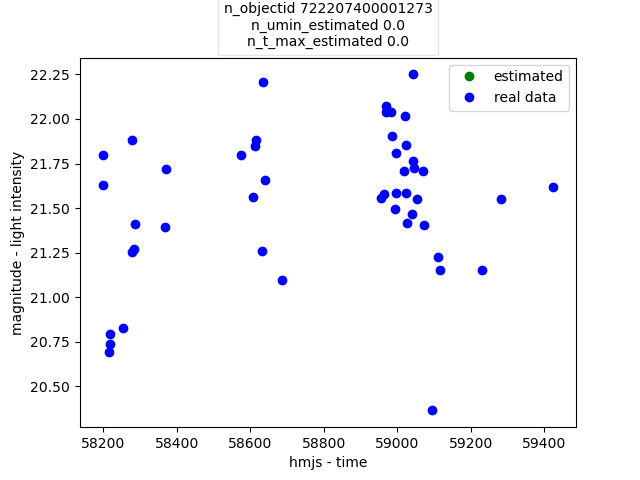 n_objectid 722207400001273
n_umin_estimated 0.0
n_t_max_estimated 0.0
estimated
real data
magnitude - light intensity
22.25
22.00
21.75
21.50
21.25
21.00
20.75
20.50
58200 58400 58600 58800 59000 59200 59400
hmjs - time